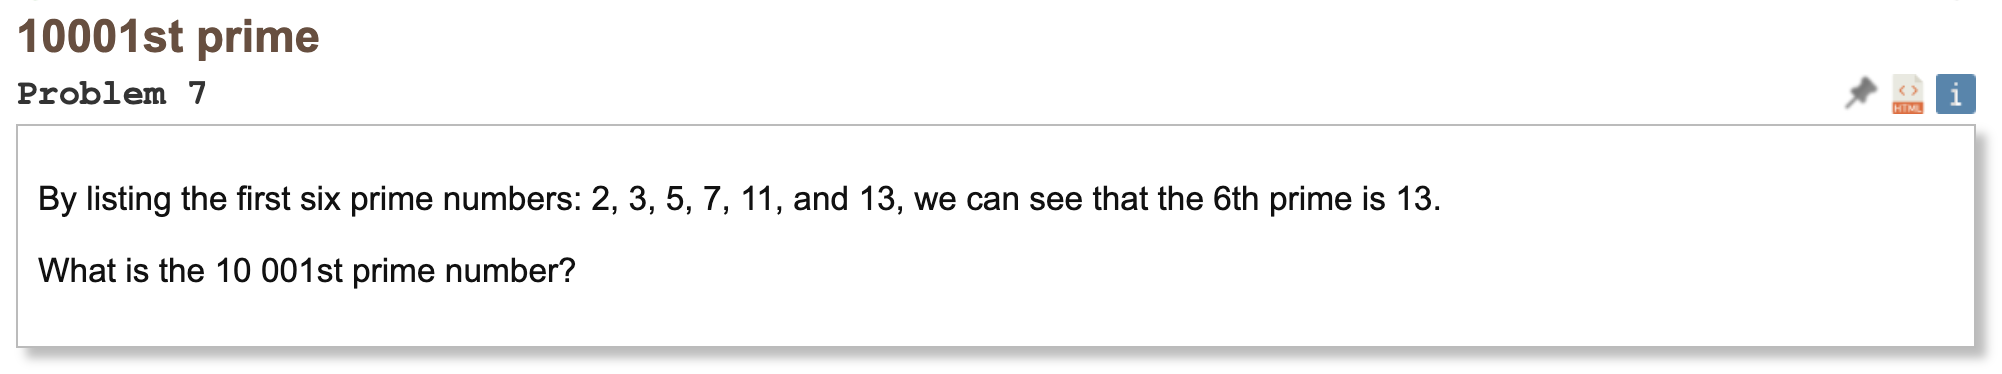 10001st prime
Problem 7
HTML
i
By listing the first six prime numbers: 2, 3, 5, 7, 11, and 13, we can see that the 6th prime is 13.
What is the 10 001st prime number?